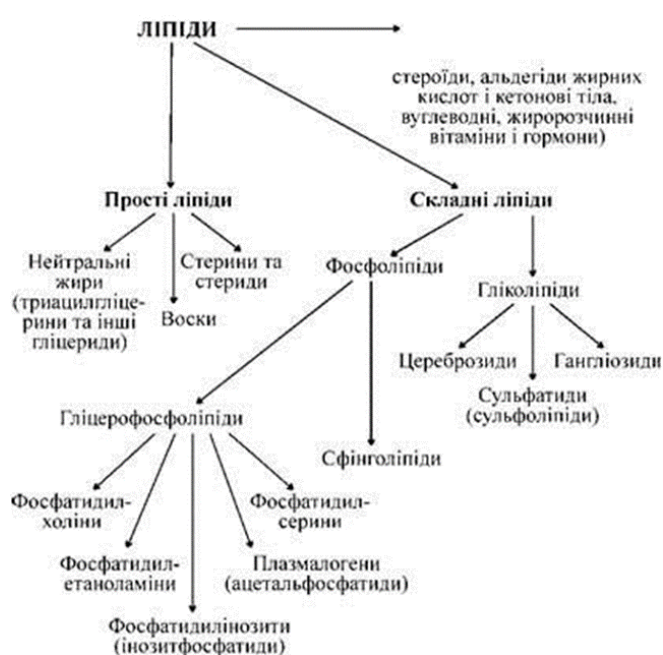 ЛІПІДИ
стероїди, альдегіди жирних
кислот і кетонові тіла,
вуглеводні, жиророзчинні
вітаміни і гормони)
Прості ліпіди
Складні ліпіди
Нейтральні
жири
(триацилгліце-
рини та інші
гліцериди)
Стерини та
стериди
Воски
Фосфоліпіди
Гліколіпіди
Цереброзиди
Гангліозиди
Сульфатиди
(сульфоліпіди)
Гліцерофосфоліпіди
Сфінголіпіди
Фосфатидил-
холіни
Фосфатидил-
серини
Фосфатидил-
етаноламіни
Плазмалогени
(ацетальфосфатиди)
Фосфатидилінозити
(інозитфосфатиди)